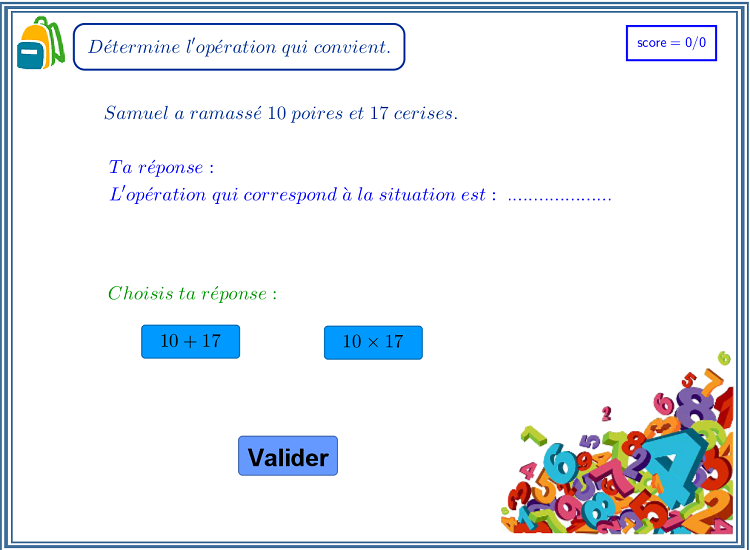 Détermine l'opération qui convient.
score = 0/0
Samuel a ramassé 10 poires et 17 cerises.
Ta réponse :
L'opération qui correspond à la situation est : ....................
Choisis ta réponse :
10 + 17
10 × 17
Valider